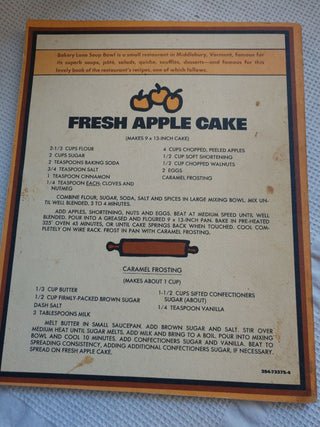 Bakery Lane Soup Bowl is a small restaurant in Middlebury, Vermont, famous for
its superb soups, pâté, salads, quiche, souffles, desserts—and famous for this
lovely book of the restaurant's recipes, one of which follows.
FRESH APPLE CAKE
(MAKES 9 x 13-INCH CAKE)
2-1/2 CUPS FLOUR
2 CUPS SUGAR
2 TEASPOONS BAKING SODA
3/4 TEASPOON SALT
1 TEASPOON CINNAMON
1/4 TEASPOON EACH: CLOVES AND
NUTMEG
4 CUPS CHOPPED, PEELED APPLES
1/2 CUP SOFT SHORTENING
1/2 CUP CHOPPED WALNUTS
2 EGGS
CARAMEL FROSTING
COMBINE FLOUR, SUGAR, SODA, SALT AND SPICES IN LARGE MIXING BOWL. MIX UN-
TIL WELL BLENDED, 3 TO 4 MINUTES.
ADD APPLES, SHORTENING, NUTS AND EGGS. BEAT AT MEDIUM SPEED UNTIL WELL
BLENDED. POUR INTO A GREASED AND FLOURED 9 x 13-INCH PAN. BAKE IN PRE-HEATED
325° OVEN 45 MINUTES, OR UNTIL CAKE SPRINGS BACK WHEN TOUCHED. COOL COM-
PLETELY ON WIRE RACK. FROST IN PAN WITH CARAMEL FROSTING.
CARAMEL FROSTING
(MAKES ABOUT 1 CUP)
1/3 CUP BUTTER
1/2 CUP FIRMLY-PACKED BROWN SUGAR
DASH SALT
2 TABLESPOONS MILK
1-1/2 CUPS SIFTED CONFECTIONERS
SUGAR (ABOUT)
1/4 TEASPOON VANILLA
MELT BUTTER IN SMALL SAUCEPAN. ADD BROWN SUGAR AND SALT. STIR OVER
MEDIUM HEAT UNTIL SUGAR MELTS. ADD MILK AND BRING TO A BOIL. POUR INTO MIXING
BOWL AND COOL 10 MINUTES. ADD CONFECTIONERS SUGAR AND VANILLA. BEAT TO
SPREADING CONSISTENCY, ADDING ADDITIONAL CONFECTIONERS SUGAR, IF NECESSARY.
SPREAD ON FRESH APPLE CAKE.
394-73375-4